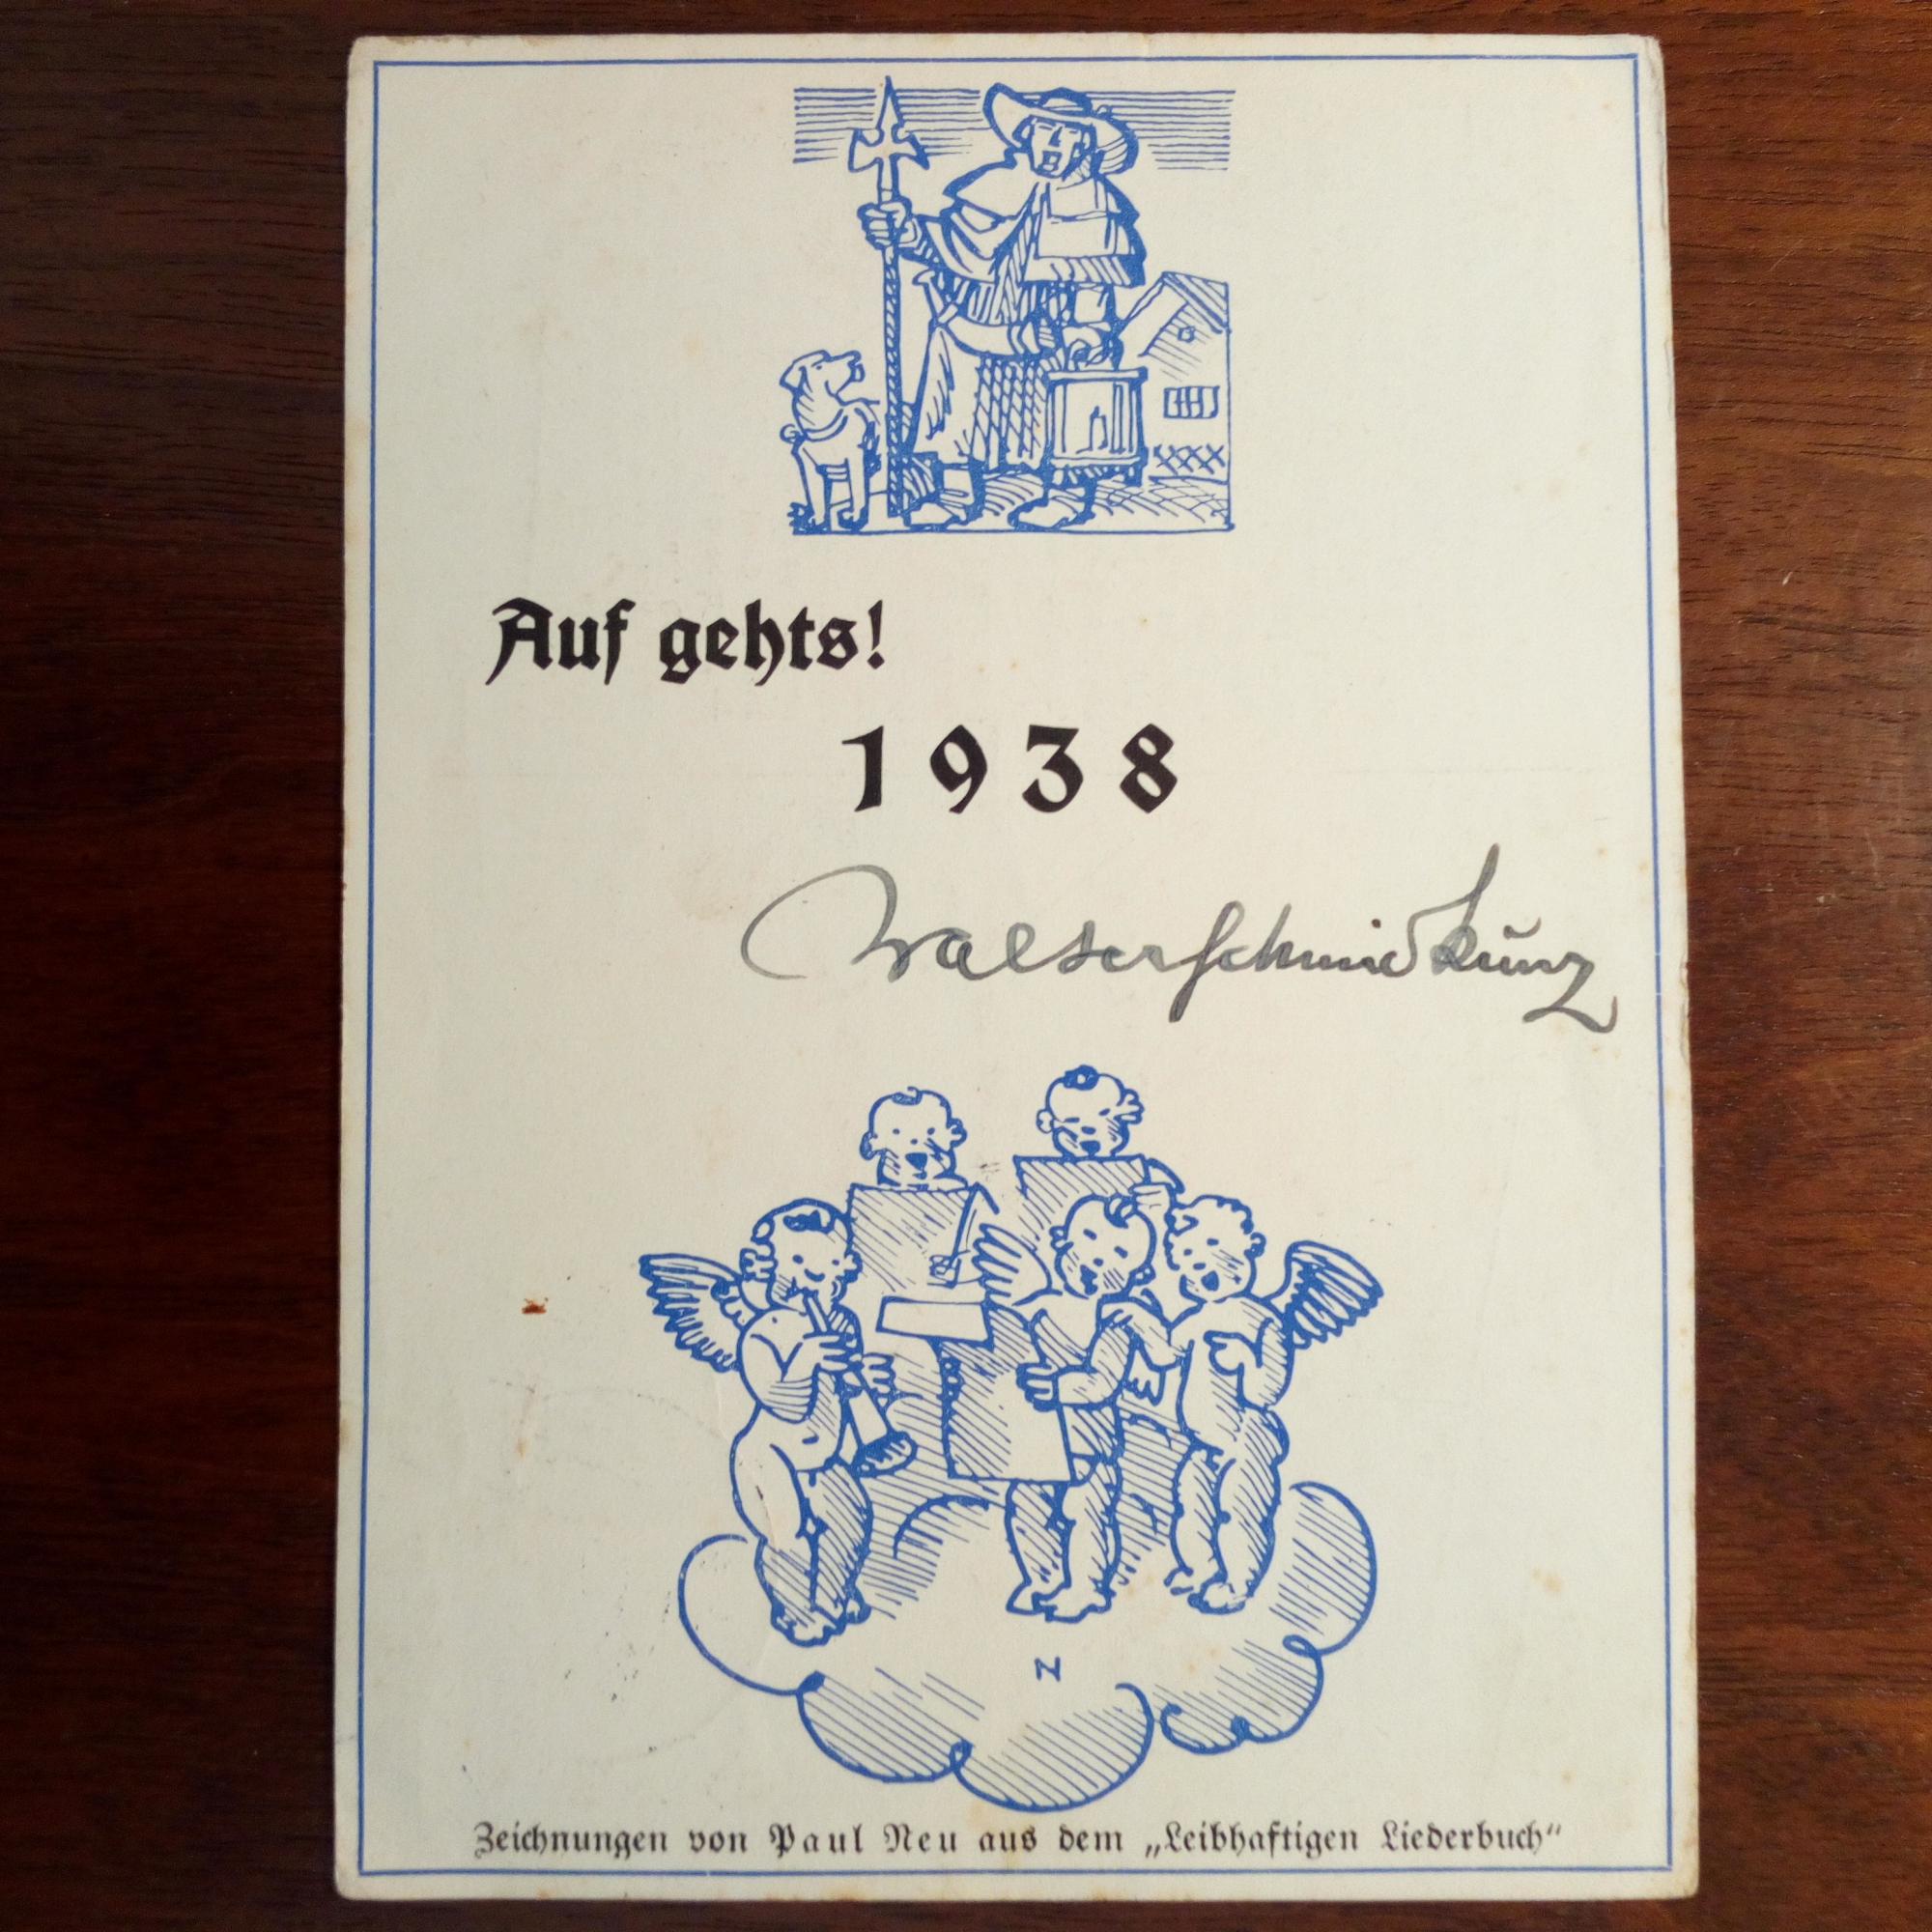 Auf gehts!
1938
Walterschmidkunz
N
Zeichnungen von Paul Neu aus dem „Leibhaftigen Liederbuch“